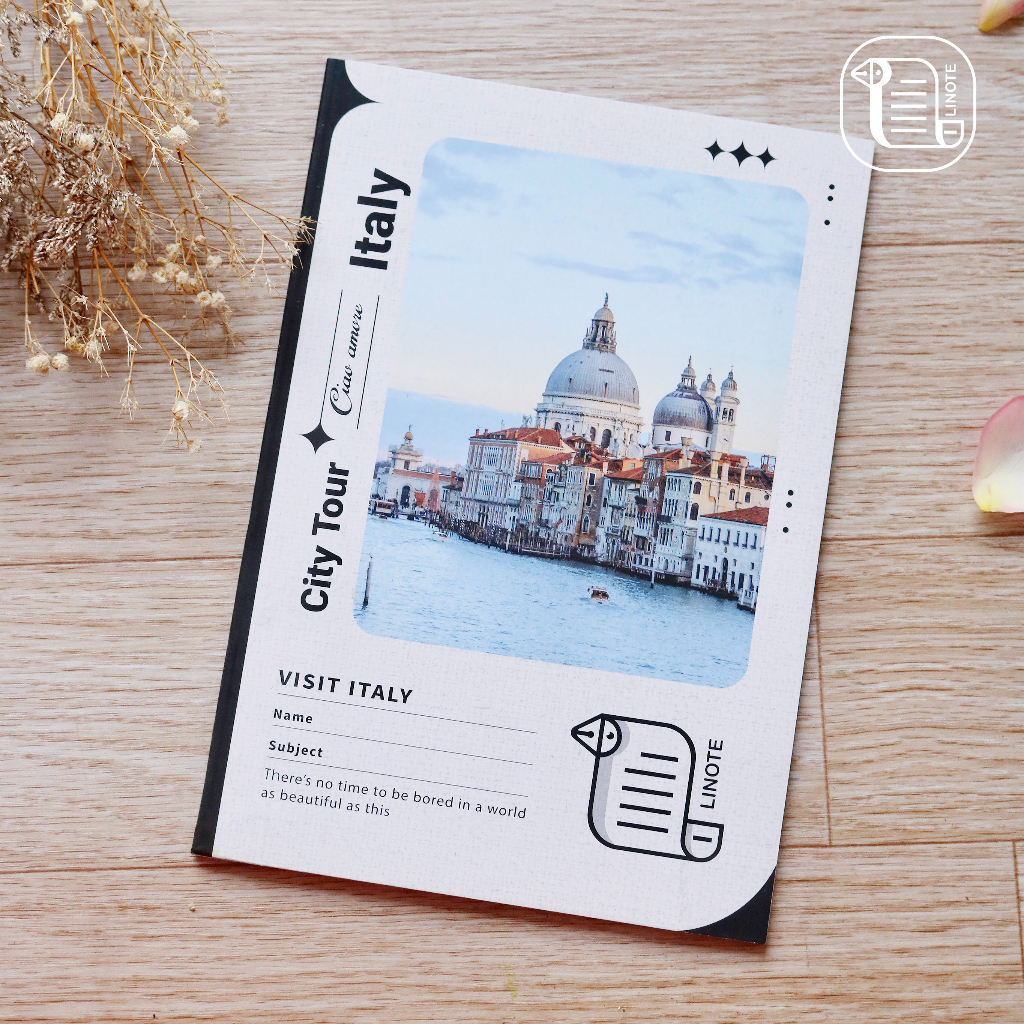 LINOTE
Italy
Ciao amore
City Tour
VISIT ITALY
Name
Subject
There's no time to be bored in a world
as beautiful as this
LINOTE